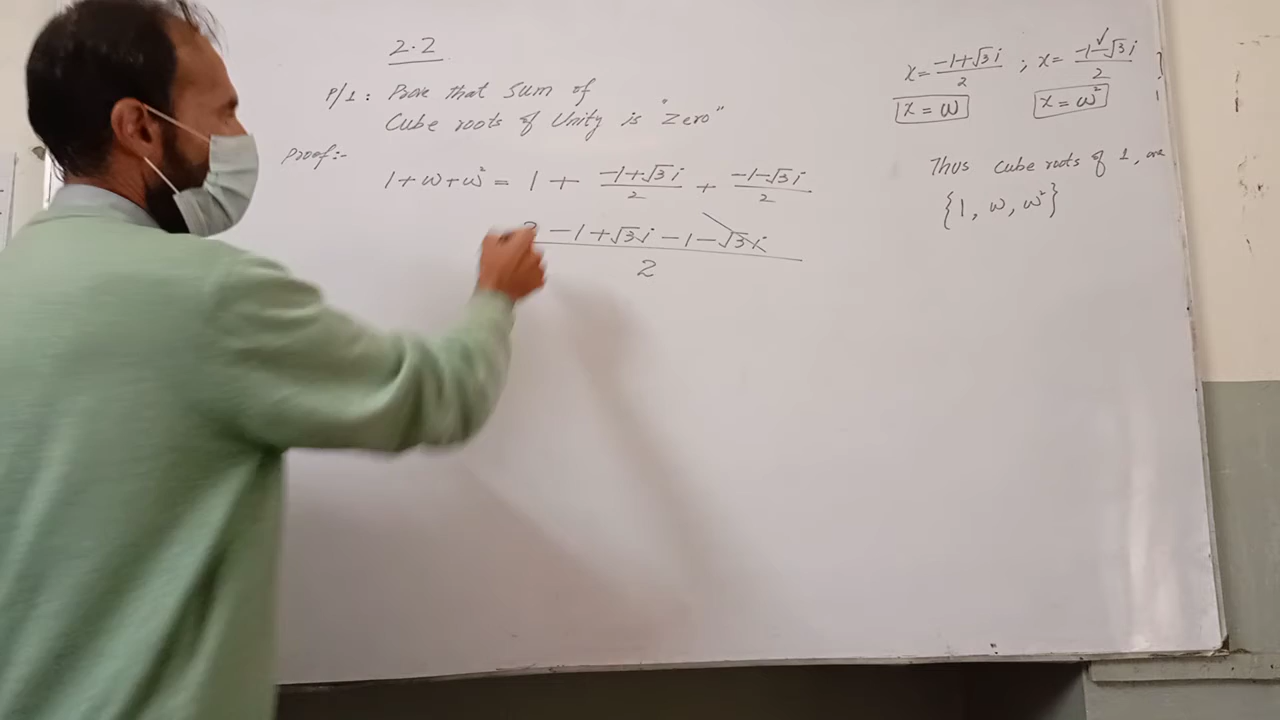 2.2
P/1: Prove that sum of
Cube roots of Unity is "Zero"
Proof:-
1 + ω + ω² = 1 + (-1+√3i)/2 + (-1-√3i)/2
2 -1+√3i -1-√3i
2
x = (-1+√3i)/2 ; x = (-1-√3i)/2
x = ω x = ω²
Thus cube roots of 1, are
{1, ω, ω²}